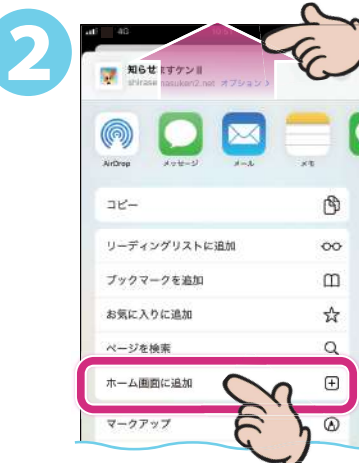 2
4G
知らせますケンⅡ
オプション >
AirDrop メッセージ メール メモ
コピー
リーディングリストに追加
ブックマークを追加
お気に入りに追加
ページを検索
ホーム画面に追加
マークアップ